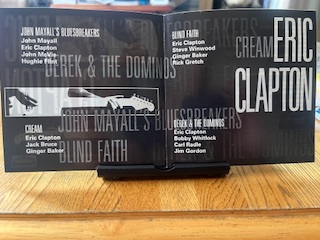 JOHN MAYALL'S BLUESBREAKERS
John Mayall
Eric Clapton
John McVie
Hughie Flint
DEREK & THE DOMINOS
CREAM
Eric Clapton
Jack Bruce
Ginger Baker
JOHN MAYALL'S BLUESBREAKERS
BLIND FAITH
BLUESBREAKERS
BLIND FAITH
Eric Clapton
Steve Winwood
Ginger Baker
Rick Gretch
CREAM
ERIC
CLAPTON
DEREK & THE DOMINOS
Eric Clapton
Bobby Whitlock
Carl Radle
Jim Gordon